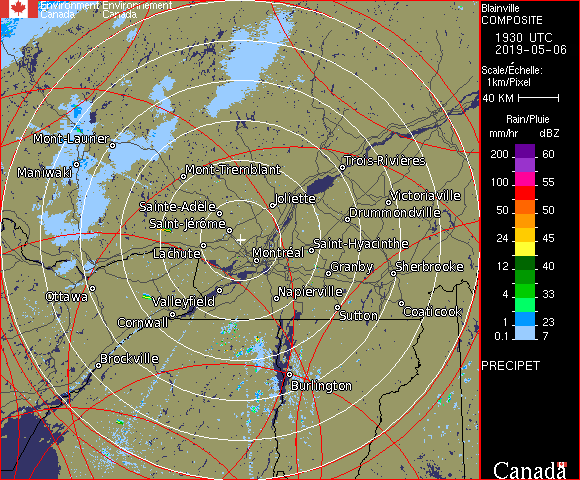 Environment Environnement
Canada Canada
Blainville
COMPOSITE
1930 UTC
2019-05-06
Scale/Échelle:
1km/Pixel
40 KM
Rain/Pluie
mm/hr dBZ
200 60
100 55
50 50
24 45
12 40
4 33
1 23
0.1 7
PRECIPET
Canada
Mont-Laurier
Maniwaki
Mont-Tremblant
Trois-Rivières
Sainte-Adèle
Joliette
Victoriaville
Drummondville
Saint-Jérôme
Lachute
Montréal
Saint-Hyacinthe
Granby
Sherbrooke
Ottawa
Valleyfield
Napierville
Cornwall
Sutton
Coaticook
Brockville
Burlington